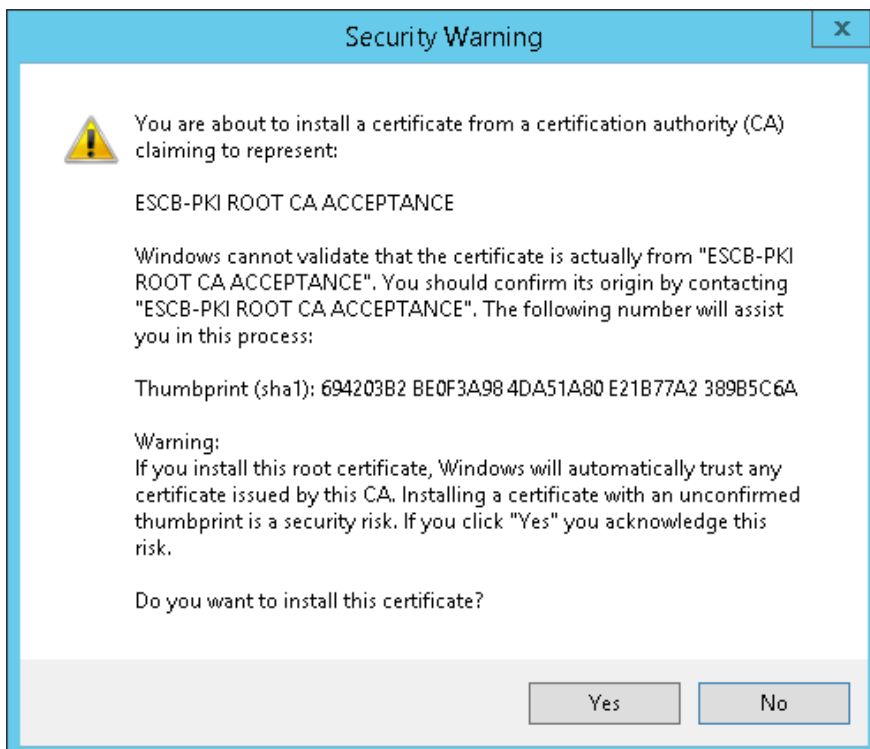 Security Warning
x
You are about to install a certificate from a certification authority (CA)
claiming to represent:
ESCB-PKI ROOT CA ACCEPTANCE
Windows cannot validate that the certificate is actually from "ESCB-PKI
ROOT CA ACCEPTANCE". You should confirm its origin by contacting
"ESCB-PKI ROOT CA ACCEPTANCE". The following number will assist
you in this process:
Thumbprint (sha1): 694203B2 BE0F3A98 4DA51A80 E21B77A2 389B5C6A
Warning:
If you install this root certificate, Windows will automatically trust any
certificate issued by this CA. Installing a certificate with an unconfirmed
thumbprint is a security risk. If you click "Yes" you acknowledge this
risk.
Do you want to install this certificate?
Yes
No